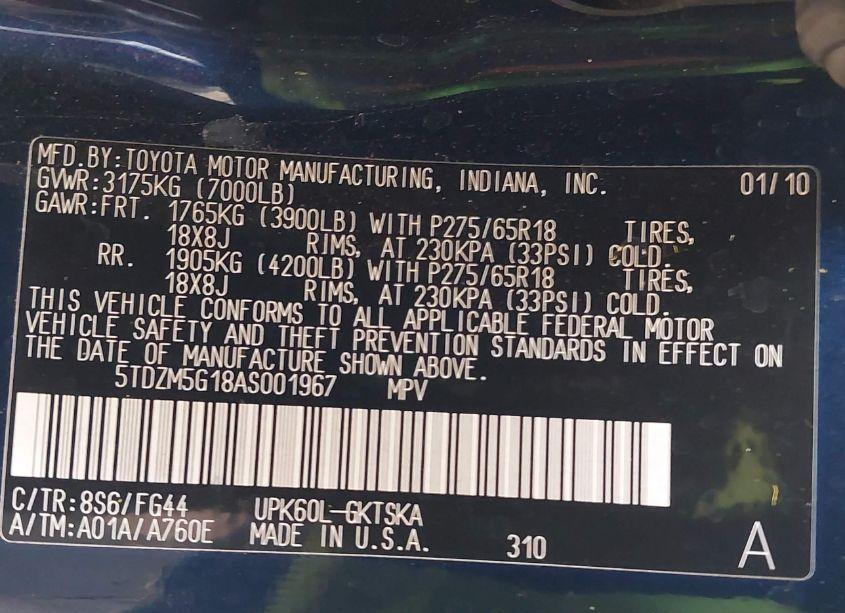 MFD.BY:TOYOTA MOTOR MANUFACTURING, INDIANA, INC. 01/10
GVWR:3175KG (7000LB)
GAWR:FRT. 1765KG (3900LB) WITH P275/65R18 TIRES,
18X8J RIMS, AT 230KPA (33PSI) COLD.
RR. 1905KG (4200LB) WITH P275/65R18 TIRES,
18X8J RIMS, AT 230KPA (33PSI) COLD.
THIS VEHICLE CONFORMS TO ALL APPLICABLE FEDERAL MOTOR
VEHICLE SAFETY AND THEFT PREVENTION STANDARDS IN EFFECT ON
THE DATE OF MANUFACTURE SHOWN ABOVE.
5TDZM5G18AS001967 MPV
C/TR:8S6/FG44 UPK60L-GKTSKA
A/TM:A01A/A760E MADE IN U.S.A. 310 A